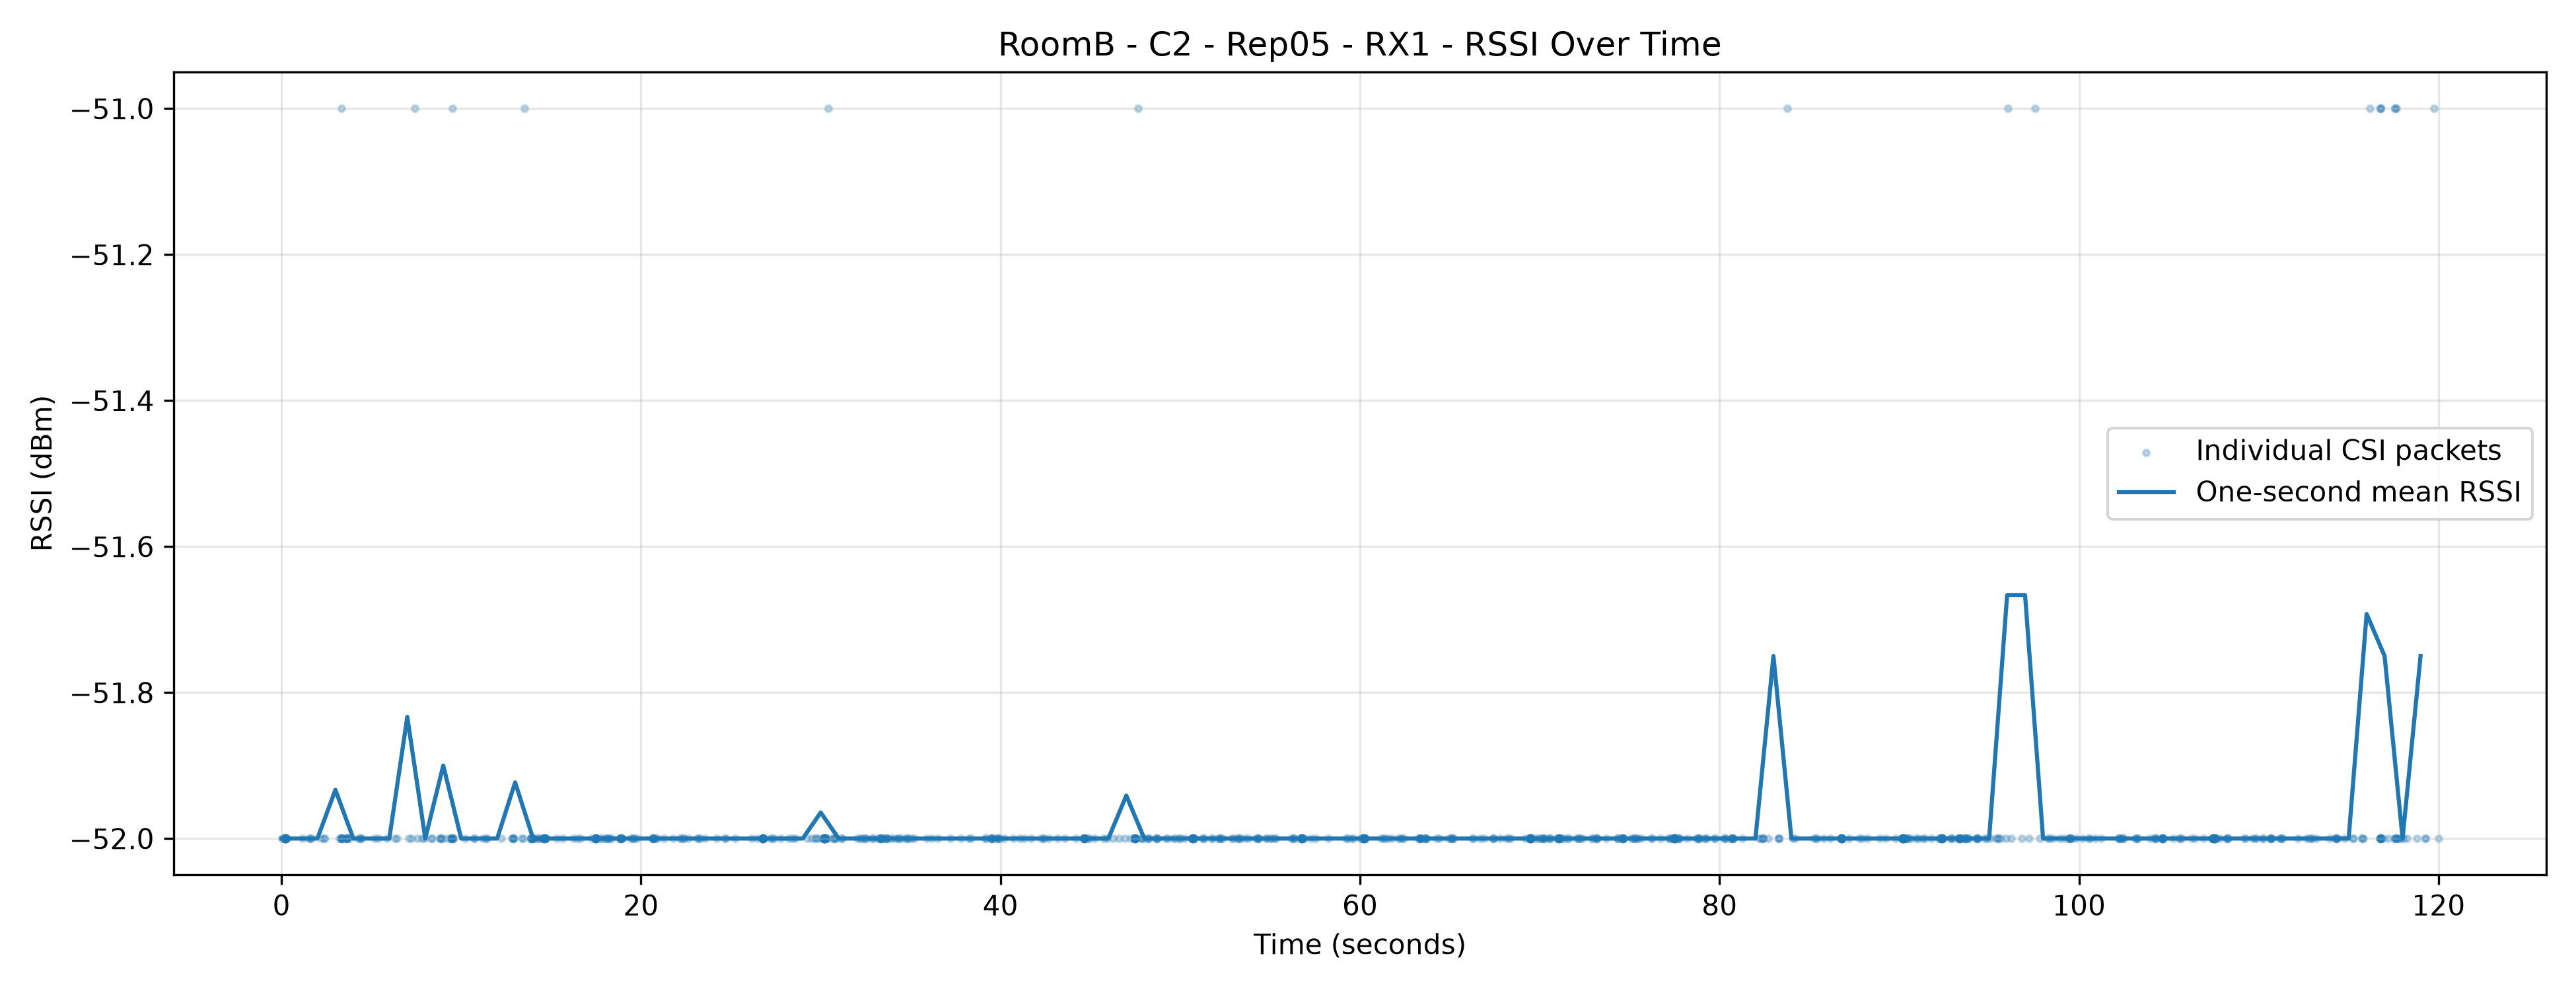 RoomB - C2 - Rep05 - RX1 - RSSI Over Time
RSSI (dBm)
−51.0
−51.2
−51.4
−51.6
−51.8
−52.0
Individual CSI packets
One-second mean RSSI
0 20 40 60 80 100 120
Time (seconds)